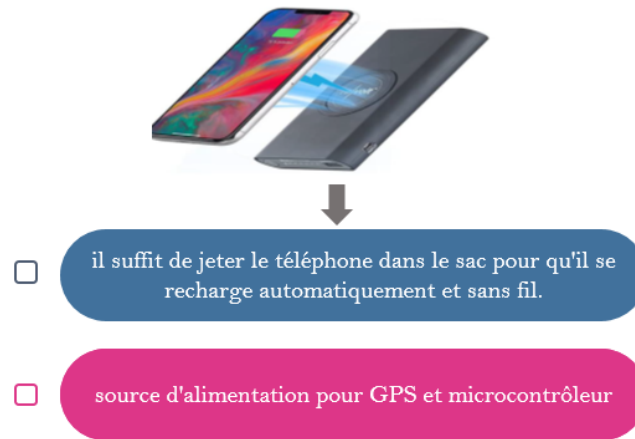 il suffit de jeter le téléphone dans le sac pour qu'il se
recharge automatiquement et sans fil.
source d'alimentation pour GPS et microcontrôleur